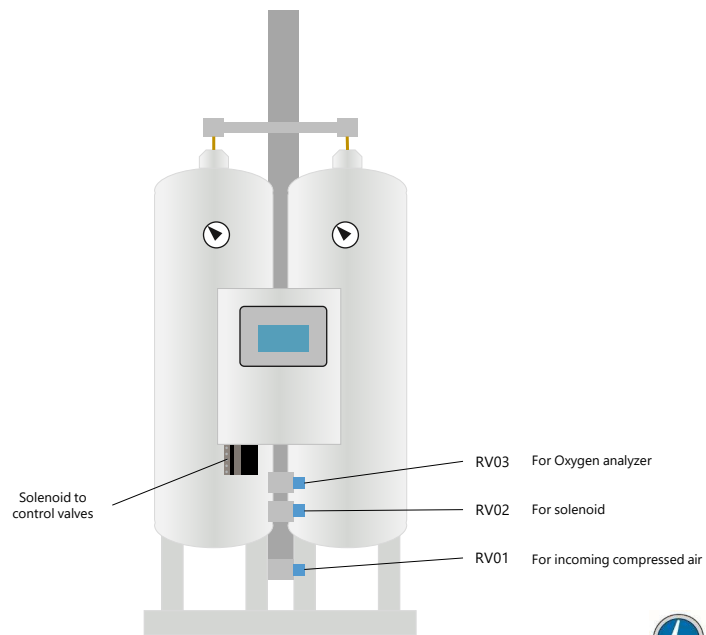 RV03 For Oxygen analyzer
Solenoid to
control valves
RV02 For solenoid
RV01 For incoming compressed air